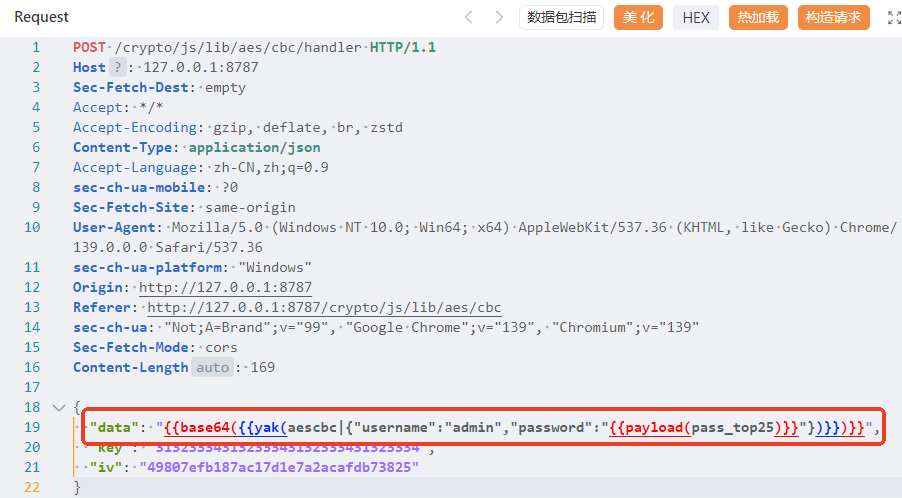 Request
数据包扫描
美化
HEX
热加载
构造请求
1 POST /crypto/js/lib/aes/cbc/handler HTTP/1.1
2 Host ? : 127.0.0.1:8787
3 Sec-Fetch-Dest: empty
4 Accept: */*
5 Accept-Encoding: gzip, deflate, br, zstd
6 Content-Type: application/json
7 Accept-Language: zh-CN,zh;q=0.9
8 sec-ch-ua-mobile: ?0
9 Sec-Fetch-Site: same-origin
10 User-Agent: Mozilla/5.0 (Windows NT 10.0; Win64; x64) AppleWebKit/537.36 (KHTML, like Gecko) Chrome/
139.0.0.0 Safari/537.36
11 sec-ch-ua-platform: "Windows"
12 Origin: http://127.0.0.1:8787
13 Referer: http://127.0.0.1:8787/crypto/js/lib/aes/cbc
14 sec-ch-ua: "Not;A=Brand";v="99", "Google Chrome";v="139", "Chromium";v="139"
15 Sec-Fetch-Mode: cors
16 Content-Length auto : 169
17
18 {
19 "data": "{{base64({{yak(aescbc|{"username":"admin","password":"{{payload(pass_top25)}}"})}})}}",
20 "key": "31323334313233343132333431323334",
21 "iv": "49807efb187ac17d1e7a2acafdb73825"
22 }